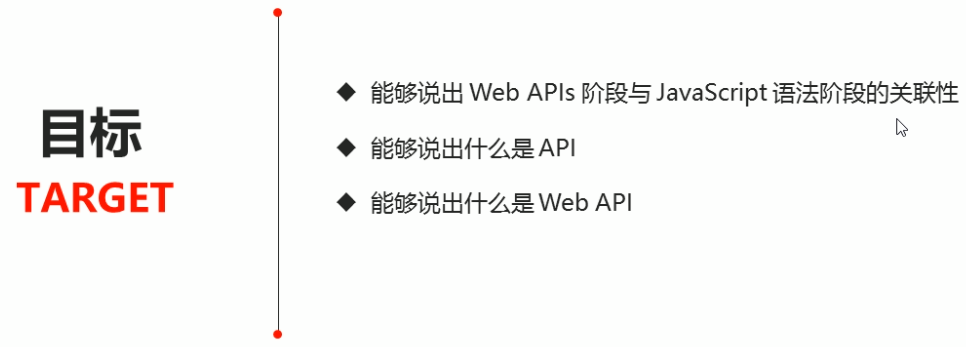 目标
TARGET
能够说出 Web APIs 阶段与 JavaScript 语法阶段的关联性
能够说出什么是 API
能够说出什么是 Web API